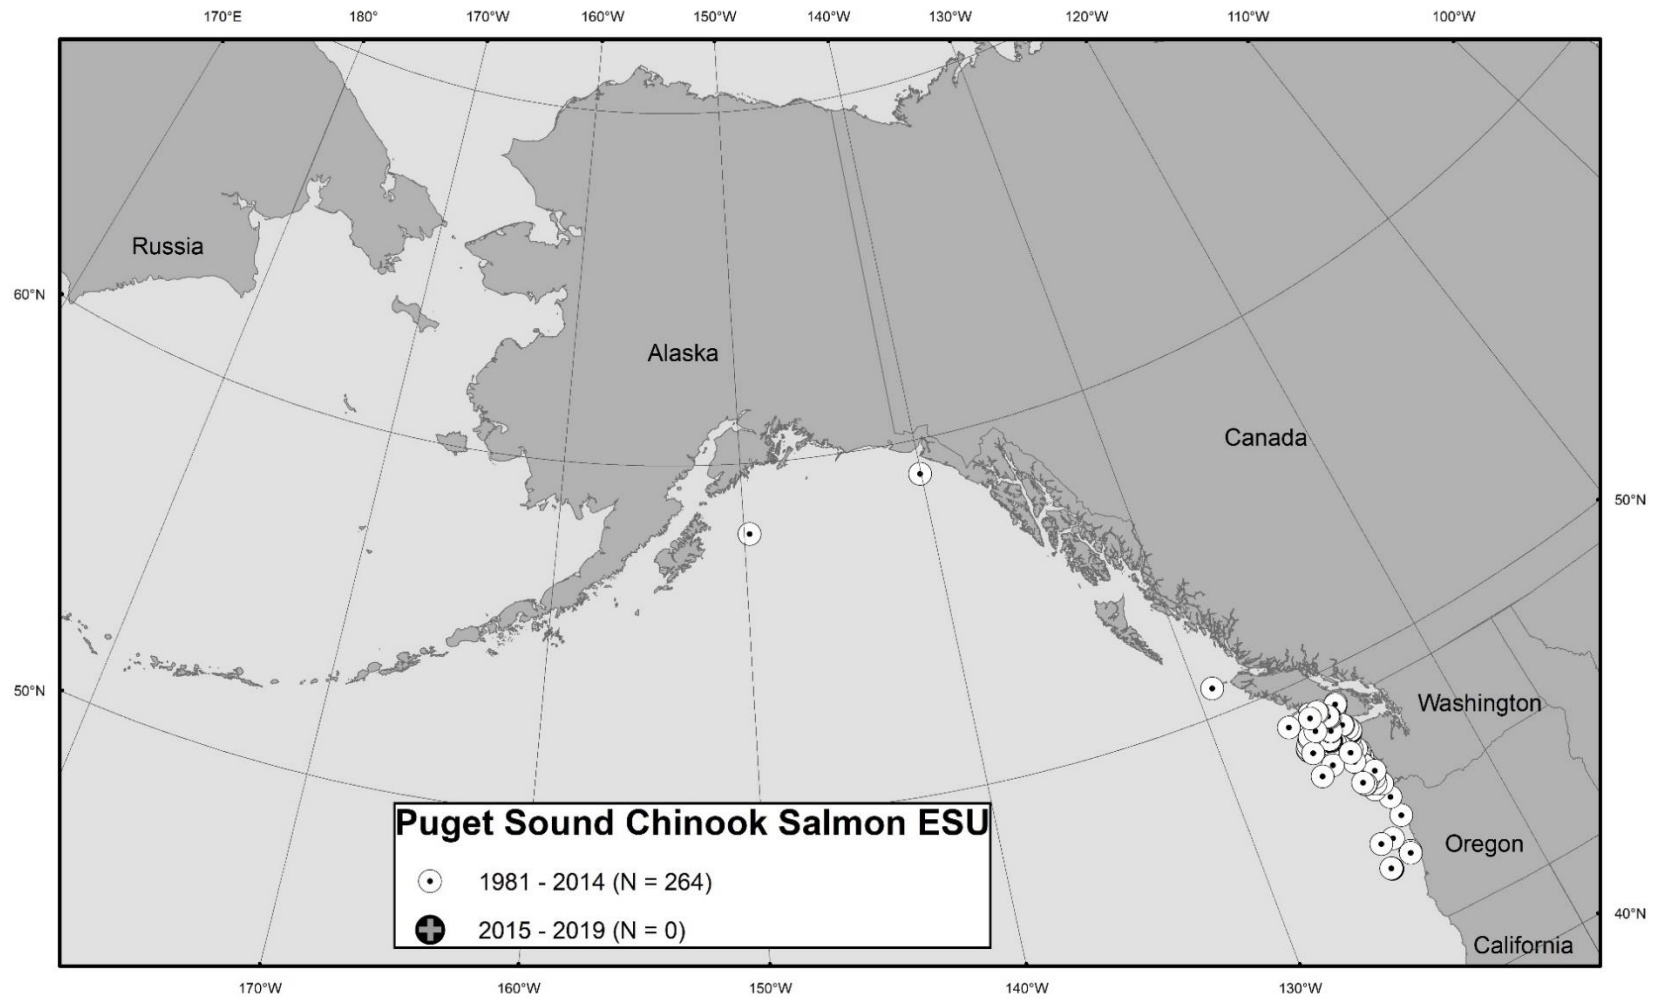 170°E 180° 170°W 160°W 150°W 140°W 130°W 120°W 110°W 100°W
Russia
60°N
Alaska
Canada
50°N
50°N
Washington
Puget Sound Chinook Salmon ESU
1981 - 2014 (N = 264)
2015 - 2019 (N = 0)
Oregon
40°N
California
170°W 160°W 150°W 140°W 130°W